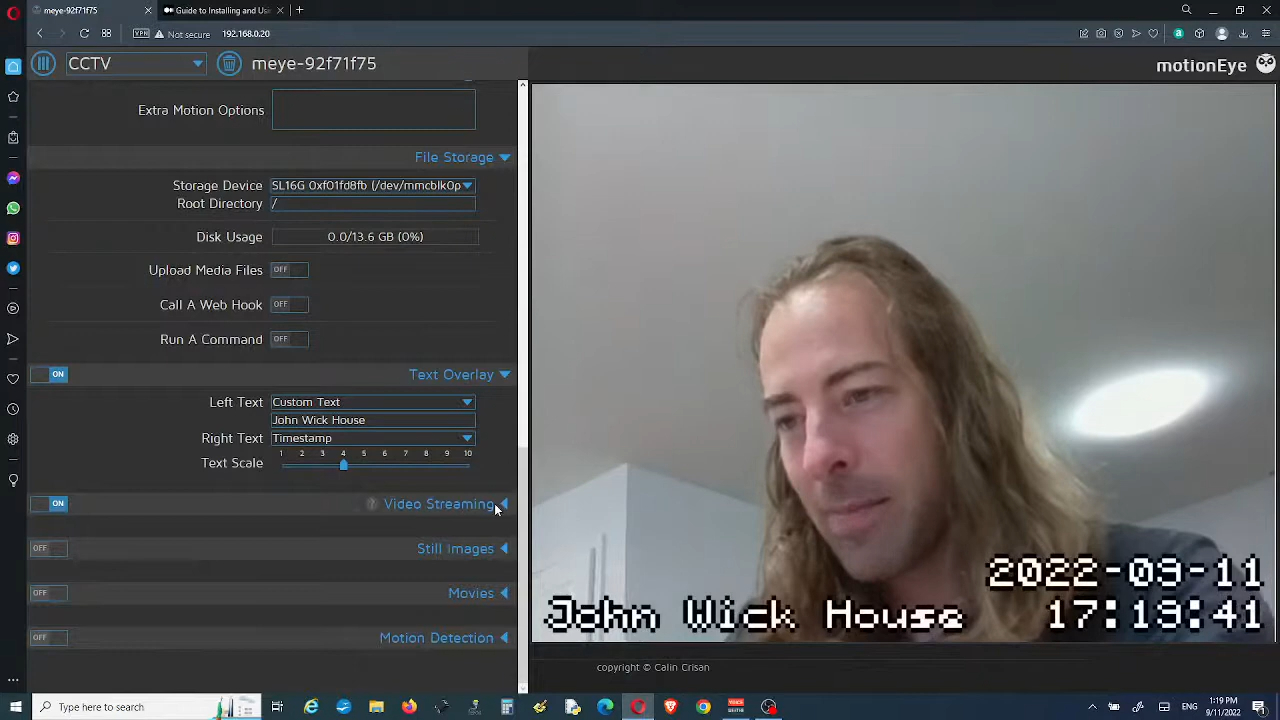 meye-92f71f75
Guide to Installing and Us
VPN
Not secure
192.168.0.20
CCTV
meye-92f71f75
motionEye
Extra Motion Options
File Storage
Storage Device
SL16G 0xf01fd8fb (/dev/mmcblk0p
Root Directory
/
Disk Usage
0.0/13.6 GB (0%)
Upload Media Files
OFF
Call A Web Hook
OFF
Run A Command
OFF
ON
Text Overlay
Left Text
Custom Text
John Wick House
Right Text
Timestamp
1 2 3 4 5 6 7 8 9 10
Text Scale
ON
? Video Streaming
OFF
Still Images
OFF
Movies
OFF
Motion Detection
2022-09-11
John Wick House
17:19:41
copyright © Calin Crisan
Type here to search
1:19 PM
9/11/2022